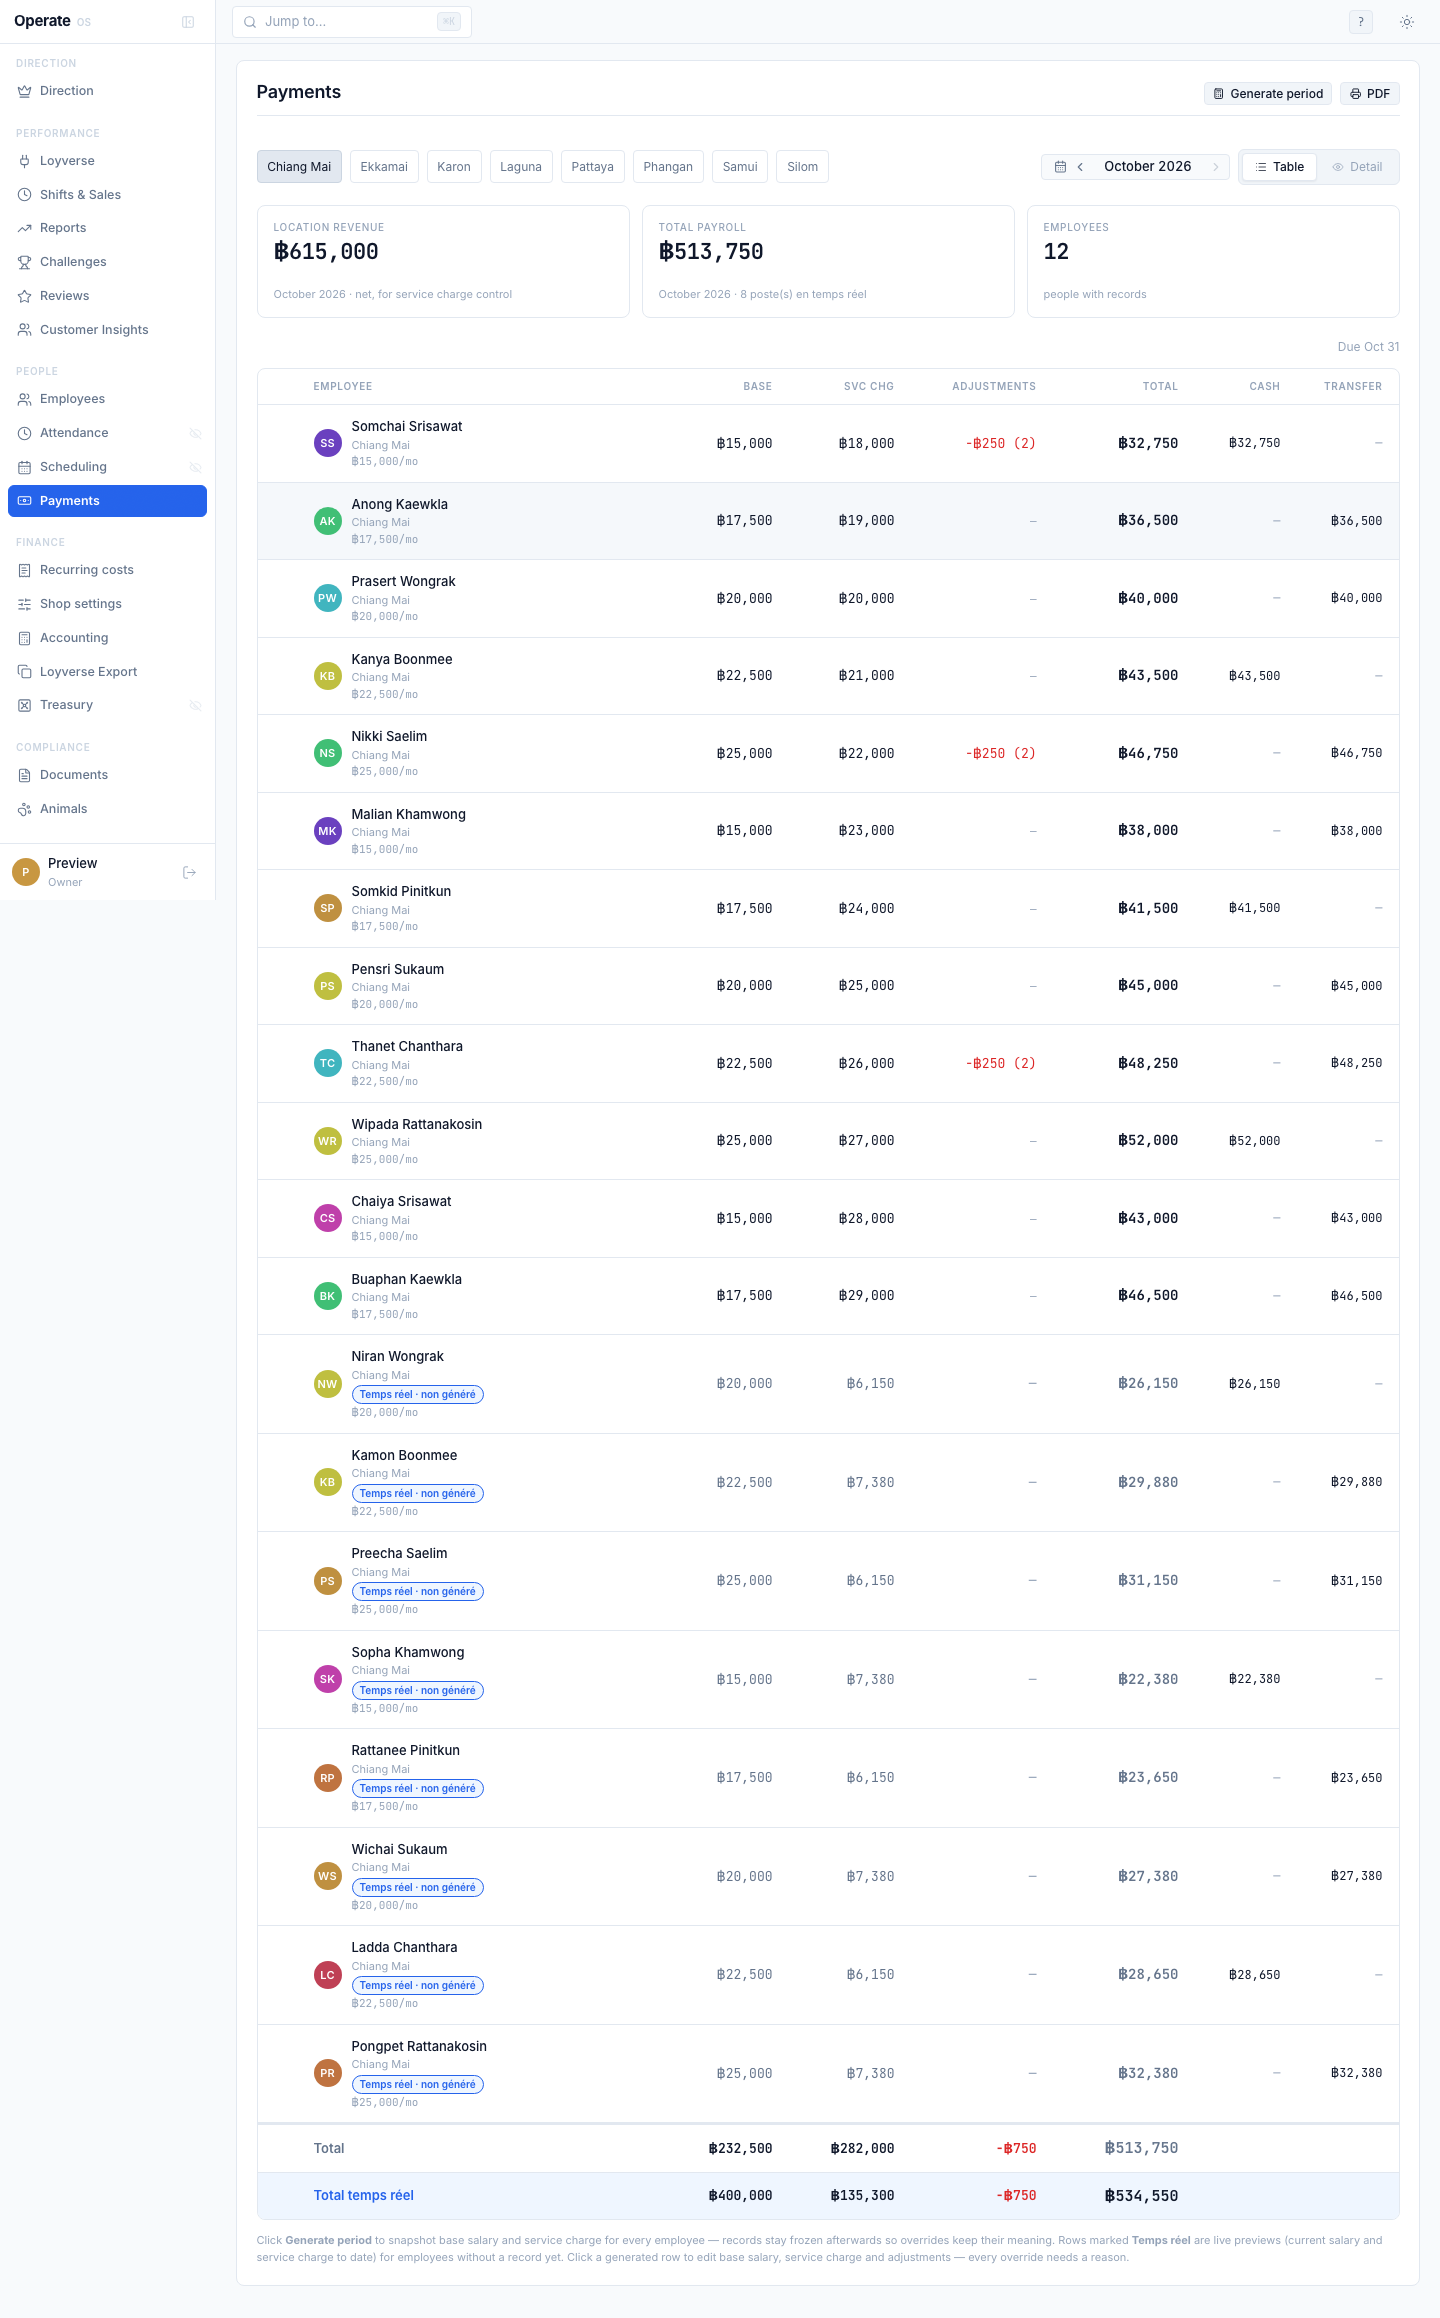 Operate OS
Jump to...
⌘K
?
DIRECTION
Direction
PERFORMANCE
Loyverse
Shifts & Sales
Reports
Challenges
Reviews
Customer Insights
PEOPLE
Employees
Attendance
Scheduling
Payments
FINANCE
Recurring costs
Shop settings
Accounting
Loyverse Export
Treasury
COMPLIANCE
Documents
Animals
P
Preview
Owner
Payments
Generate period
PDF
Chiang Mai Ekkamai Karon Laguna Pattaya Phangan Samui Silom
October 2026
Table
Detail
LOCATION REVENUE
฿615,000
October 2026 · net, for service charge control
TOTAL PAYROLL
฿513,750
October 2026 · 8 poste(s) en temps réel
EMPLOYEES
12
people with records
Due Oct 31
EMPLOYEE BASE SVC CHG ADJUSTMENTS TOTAL CASH TRANSFER
Somchai Srisawat
Chiang Mai
SS ฿15,000 ฿18,000 -฿250 (2) ฿32,750 ฿32,750 —
฿15,000/mo
Anong Kaewkla
Chiang Mai
AK ฿17,500 ฿19,000 — ฿36,500 — ฿36,500
฿17,500/mo
Prasert Wongrak
Chiang Mai
PW ฿20,000 ฿20,000 — ฿40,000 — ฿40,000
฿20,000/mo
Kanya Boonmee
Chiang Mai
KB ฿22,500 ฿21,000 — ฿43,500 ฿43,500 —
฿22,500/mo
Nikki Saelim
Chiang Mai
NS ฿25,000 ฿22,000 -฿250 (2) ฿46,750 — ฿46,750
฿25,000/mo
Malian Khamwong
Chiang Mai
MK ฿15,000 ฿23,000 — ฿38,000 — ฿38,000
฿15,000/mo
Somkid Pinitkun
Chiang Mai
SP ฿17,500 ฿24,000 — ฿41,500 ฿41,500 —
฿17,500/mo
Pensri Sukaum
Chiang Mai
PS ฿20,000 ฿25,000 — ฿45,000 — ฿45,000
฿20,000/mo
Thanet Chanthara
Chiang Mai
TC ฿22,500 ฿26,000 -฿250 (2) ฿48,250 — ฿48,250
฿22,500/mo
Wipada Rattanakosin
Chiang Mai
WR ฿25,000 ฿27,000 — ฿52,000 ฿52,000 —
฿25,000/mo
Chaiya Srisawat
Chiang Mai
CS ฿15,000 ฿28,000 — ฿43,000 — ฿43,000
฿15,000/mo
Buaphan Kaewkla
Chiang Mai
BK ฿17,500 ฿29,000 — ฿46,500 — ฿46,500
฿17,500/mo
Niran Wongrak
Chiang Mai
NW ฿20,000 ฿6,150 — ฿26,150 ฿26,150 —
Temps réel · non généré
฿20,000/mo
Kamon Boonmee
Chiang Mai
KB ฿22,500 ฿7,380 — ฿29,880 — ฿29,880
Temps réel · non généré
฿22,500/mo
Preecha Saelim
Chiang Mai
PS ฿25,000 ฿6,150 — ฿31,150 — ฿31,150
Temps réel · non généré
฿25,000/mo
Sopha Khamwong
Chiang Mai
SK ฿15,000 ฿7,380 — ฿22,380 ฿22,380 —
Temps réel · non généré
฿15,000/mo
Rattanee Pinitkun
Chiang Mai
RP ฿17,500 ฿6,150 — ฿23,650 — ฿23,650
Temps réel · non généré
฿17,500/mo
Wichai Sukaum
Chiang Mai
WS ฿20,000 ฿7,380 — ฿27,380 — ฿27,380
Temps réel · non généré
฿20,000/mo
Ladda Chanthara
Chiang Mai
LC ฿22,500 ฿6,150 — ฿28,650 ฿28,650 —
Temps réel · non généré
฿22,500/mo
Pongpet Rattanakosin
Chiang Mai
PR ฿25,000 ฿7,380 — ฿32,380 — ฿32,380
Temps réel · non généré
฿25,000/mo
Total ฿232,500 ฿282,000 -฿750 ฿513,750
Total temps réel ฿400,000 ฿135,300 -฿750 ฿534,550
Click Generate period to snapshot base salary and service charge for every employee — records stay frozen afterwards so overrides keep their meaning. Rows marked Temps réel are live previews (current salary and
service charge to date) for employees without a record yet. Click a generated row to edit base salary, service charge and adjustments — every override needs a reason.